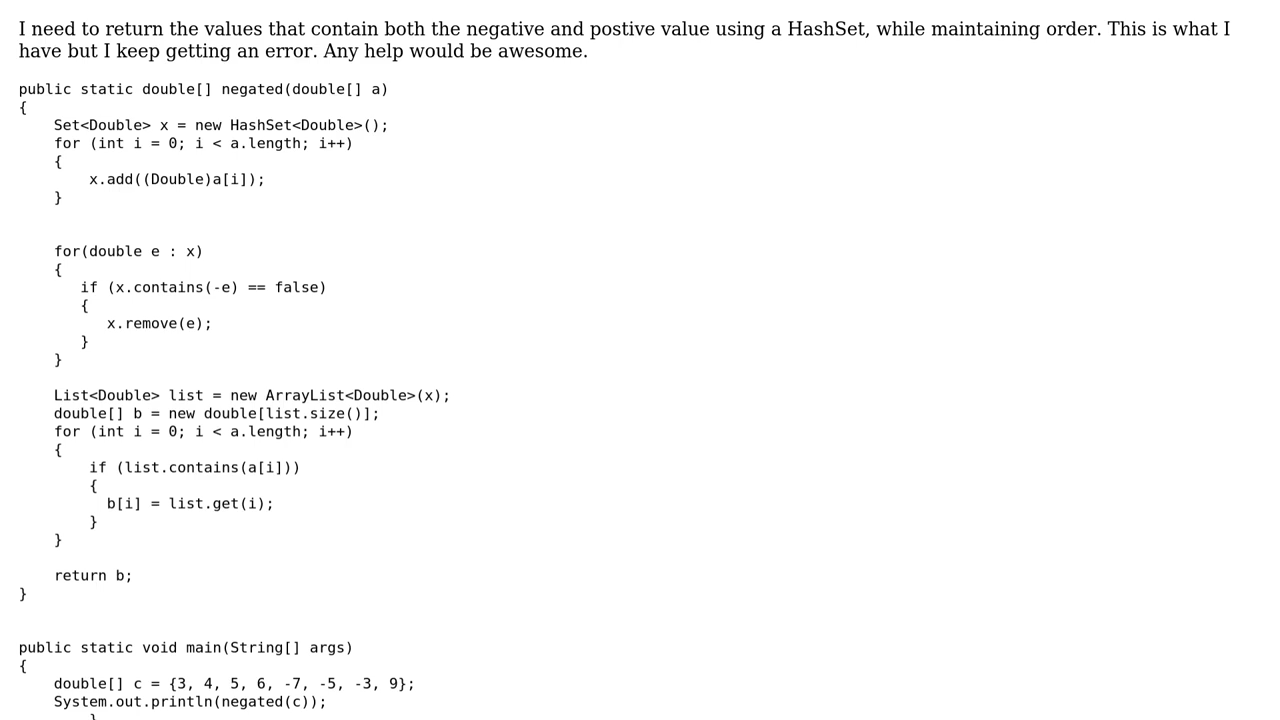 I need to return the values that contain both the negative and postive value using a HashSet, while maintaining order. This is what I
have but I keep getting an error. Any help would be awesome.
public static double[] negated(double[] a)
{
    Set<Double> x = new HashSet<Double>();
    for (int i = 0; i < a.length; i++)
    {
        x.add((Double)a[i]);
    }
    for(double e : x)
    {
       if (x.contains(-e) == false)
       {
          x.remove(e);
       }
    }
    List<Double> list = new ArrayList<Double>(x);
    double[] b = new double[list.size()];
    for (int i = 0; i < a.length; i++)
    {
        if (list.contains(a[i]))
        {
          b[i] = list.get(i);
        }
    }
    return b;
}
public static void main(String[] args)
{
    double[] c = {3, 4, 5, 6, -7, -5, -3, 9};
    System.out.println(negated(c));
        }